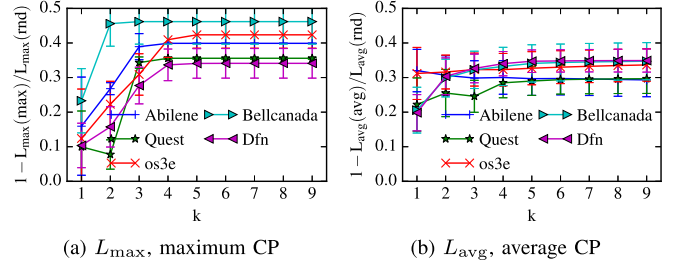 0.5
0.4
0.3
0.2
0.1
0.0
1 − L_max(max)/L_max(rnd)
1 2 3 4 5 6 7 8 9
k
Abilene
Quest
os3e
Bellcanada
Dfn
(a) L_max, maximum CP
0.5
0.4
0.3
0.2
0.1
0.0
1 − L_avg(avg)/L_avg(rnd)
1 2 3 4 5 6 7 8 9
k
Abilene
Quest
os3e
Bellcanada
Dfn
(b) L_avg, average CP